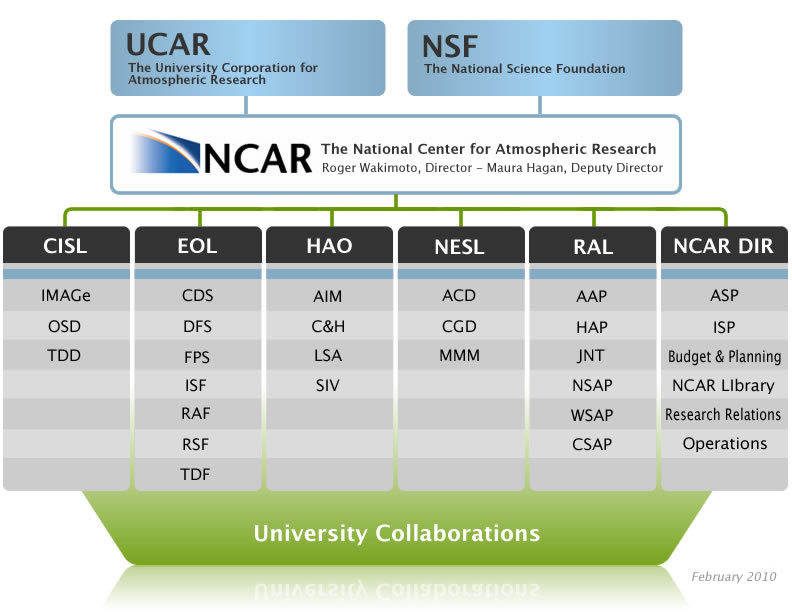 UCAR
The University Corporation for
Atmospheric Research
NSF
The National Science Foundation
NCAR
The National Center for Atmospheric Research
Roger Wakimoto, Director – Maura Hagan, Deputy Director
CISL
IMAGe
OSD
TDD
EOL
CDS
DFS
FPS
ISF
RAF
RSF
TDF
HAO
AIM
C&H
LSA
SIV
NESL
ACD
CGD
MMM
RAL
AAP
HAP
JNT
NSAP
WSAP
CSAP
NCAR DIR
ASP
ISP
Budget & Planning
NCAR LIbrary
Research Relations
Operations
University Collaborations
February 2010